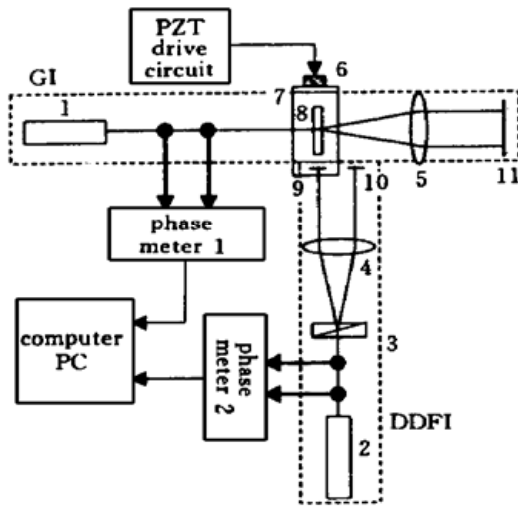 PZT
drive
circuit
6
GI
7
1
8
5
11
9
10
phase
meter 1
4
computer
PC
phase
meter 2
3
2
DDFI